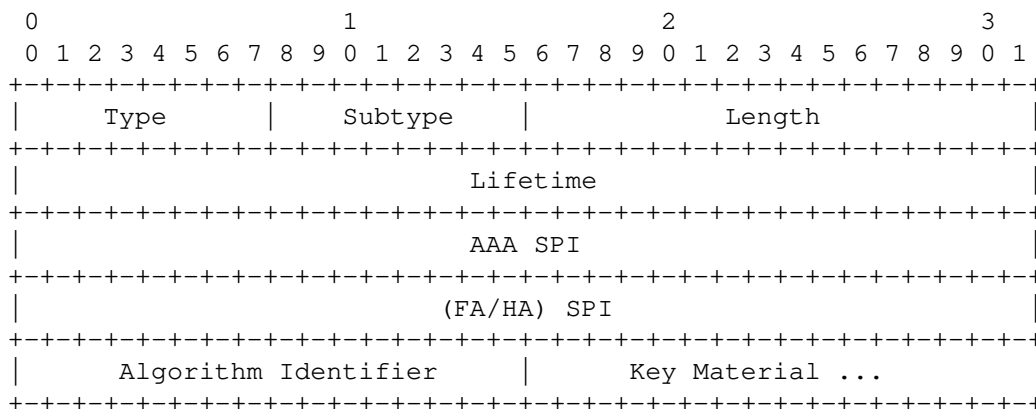 0                   1                   2                   3
 0 1 2 3 4 5 6 7 8 9 0 1 2 3 4 5 6 7 8 9 0 1 2 3 4 5 6 7 8 9 0 1
+-+-+-+-+-+-+-+-+-+-+-+-+-+-+-+-+-+-+-+-+-+-+-+-+-+-+-+-+-+-+-+-+
|     Type      |    Subtype    |            Length             |
+-+-+-+-+-+-+-+-+-+-+-+-+-+-+-+-+-+-+-+-+-+-+-+-+-+-+-+-+-+-+-+-+
|                            Lifetime                           |
+-+-+-+-+-+-+-+-+-+-+-+-+-+-+-+-+-+-+-+-+-+-+-+-+-+-+-+-+-+-+-+-+
|                            AAA SPI                            |
+-+-+-+-+-+-+-+-+-+-+-+-+-+-+-+-+-+-+-+-+-+-+-+-+-+-+-+-+-+-+-+-+
|                          (FA/HA) SPI                          |
+-+-+-+-+-+-+-+-+-+-+-+-+-+-+-+-+-+-+-+-+-+-+-+-+-+-+-+-+-+-+-+-+
|      Algorithm Identifier     |      Key Material ...
+-+-+-+-+-+-+-+-+-+-+-+-+-+-+-+-+-+-+-+-+-+-+-+-+-+-+-+-+-+-+-+-+